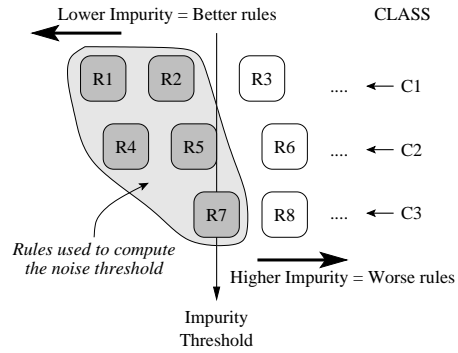 Lower Impurity = Better rules CLASS
R1 R2 R3 .... C1
R4 R5 R6 .... C2
R7 R8 .... C3
Rules used to compute
the noise threshold
Higher Impurity = Worse rules
Impurity
Threshold